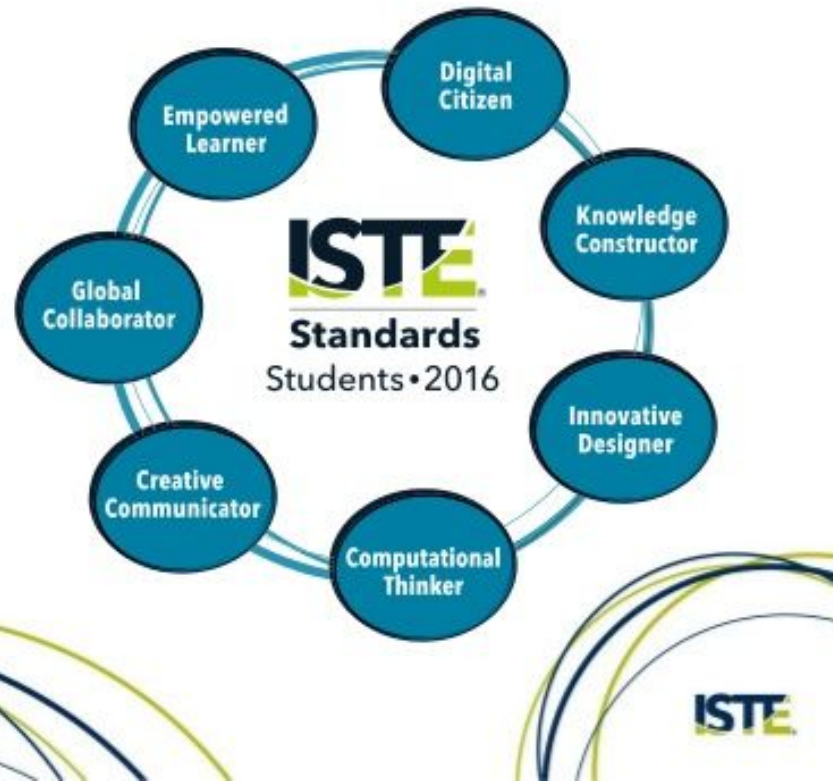 Digital
Citizen
Empowered
Learner
Knowledge
Constructor
ISTE®
Standards
Students•2016
Global
Collaborator
Innovative
Designer
Creative
Communicator
Computational
Thinker
ISTE